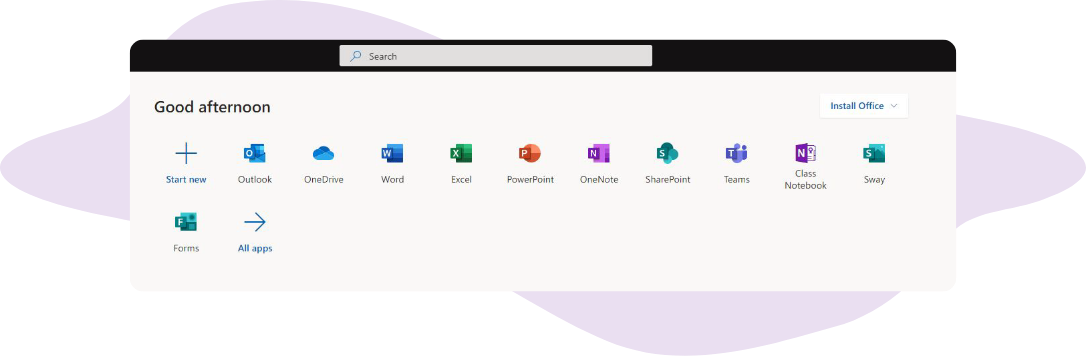 Search
Good afternoon
Install Office
Start new
Outlook
OneDrive
Word
Excel
PowerPoint
OneNote
SharePoint
Teams
Class
Notebook
Sway
Forms
All apps